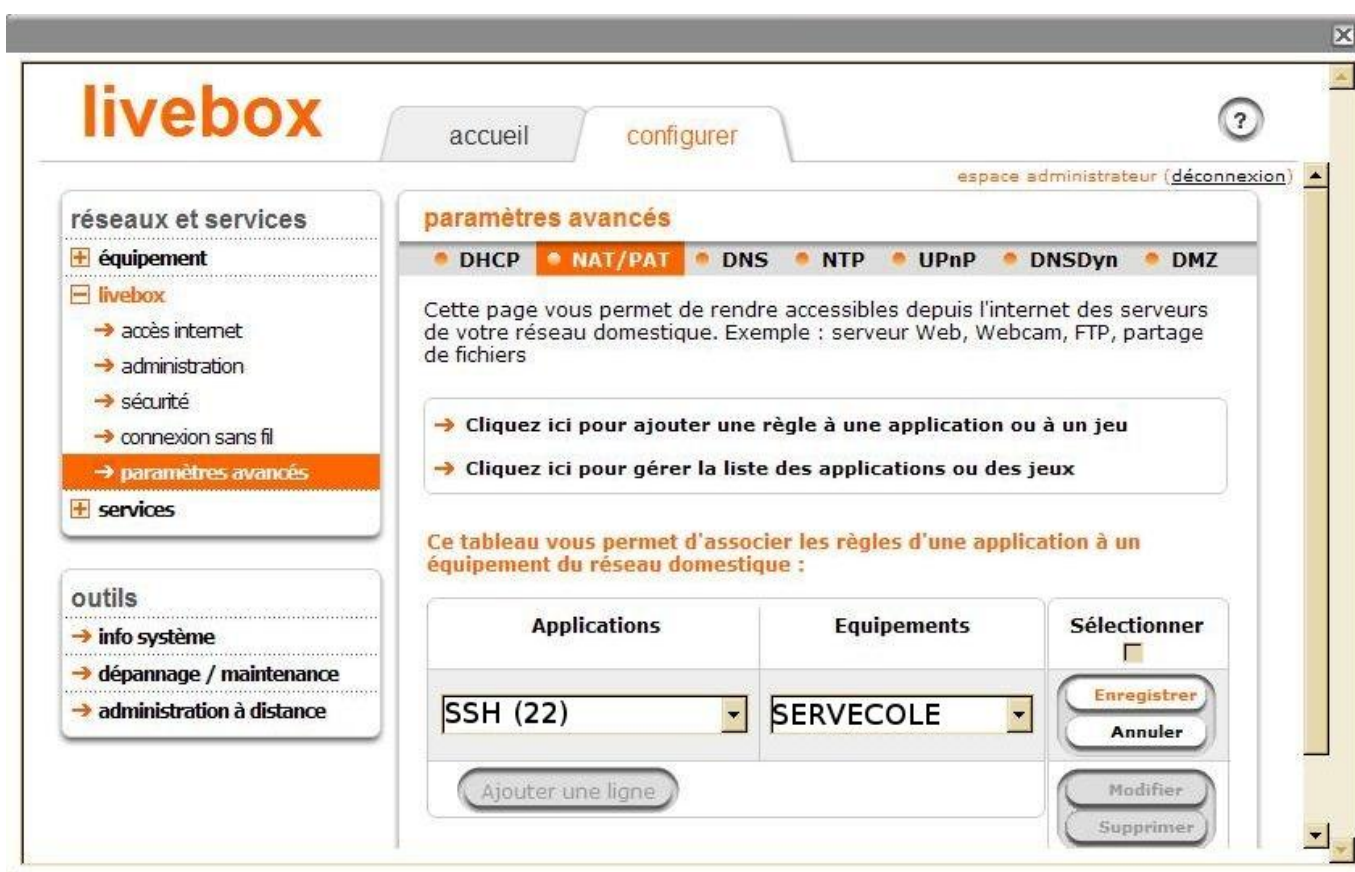 livebox
accueil
configurer
?
espace administrateur (déconnexion)
réseaux et services
équipement
livebox
accès internet
administration
sécurité
connexion sans fil
paramètres avancés
services
outils
info système
dépannage / maintenance
administration à distance
paramètres avancés
DHCP NAT/PAT DNS NTP UPnP DNSDyn DMZ
Cette page vous permet de rendre accessibles depuis l'internet des serveurs
de votre réseau domestique. Exemple : serveur Web, Webcam, FTP, partage
de fichiers
Cliquez ici pour ajouter une règle à une application ou à un jeu
Cliquez ici pour gérer la liste des applications ou des jeux
Ce tableau vous permet d'associer les règles d'une application à un
équipement du réseau domestique :
Applications Equipements Sélectionner
SSH (22) SERVECOLE
Enregistrer
Annuler
Ajouter une ligne
Modifier
Supprimer